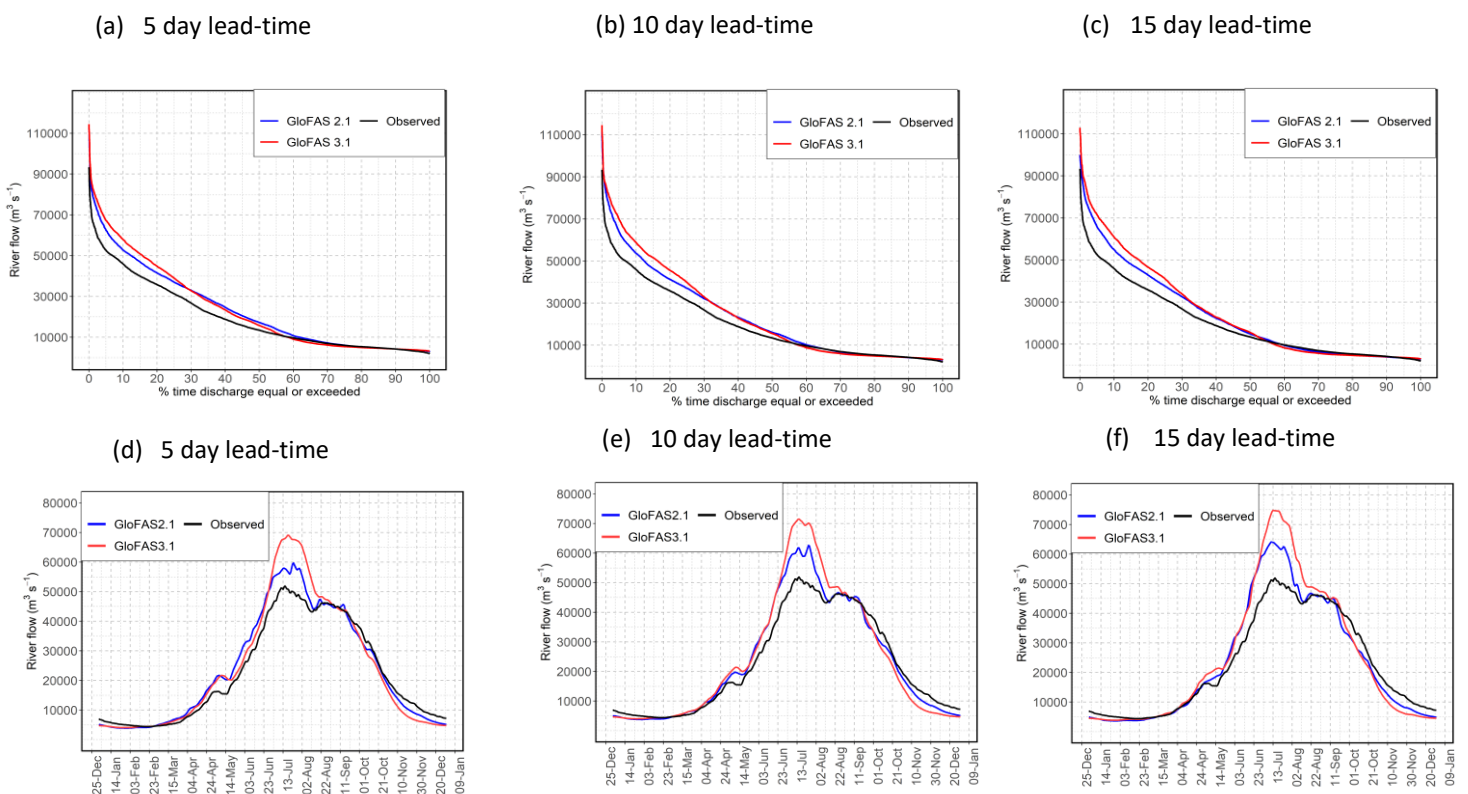 (a) 5 day lead-time
(b) 10 day lead-time
(c) 15 day lead-time
GloFAS 2.1 Observed
GloFAS 3.1
110000
90000
70000
50000
30000
10000
River flow (m³ s⁻¹)
0 10 20 30 40 50 60 70 80 90 100
% time discharge equal or exceeded
GloFAS 2.1 Observed
GloFAS 3.1
110000
90000
70000
50000
30000
10000
River flow (m³ s⁻¹)
0 10 20 30 40 50 60 70 80 90 100
% time discharge equal or exceeded
GloFAS 2.1 Observed
GloFAS 3.1
110000
90000
70000
50000
30000
10000
River flow (m³ s⁻¹)
0 10 20 30 40 50 60 70 80 90 100
% time discharge equal or exceeded
(d) 5 day lead-time
(e) 10 day lead-time
(f) 15 day lead-time
GloFAS2.1 Observed
GloFAS3.1
80000
70000
60000
50000
40000
30000
20000
10000
River flow (m³ s⁻¹)
25-Dec 14-Jan 03-Feb 23-Feb 15-Mar 04-Apr 24-Apr 14-May 03-Jun 23-Jun 13-Jul 02-Aug 22-Aug 11-Sep 01-Oct 21-Oct 10-Nov 30-Nov 20-Dec 09-Jan
GloFAS2.1 Observed
GloFAS3.1
80000
70000
60000
50000
40000
30000
20000
10000
River flow (m³ s⁻¹)
25-Dec 14-Jan 03-Feb 23-Feb 15-Mar 04-Apr 24-Apr 14-May 03-Jun 23-Jun 13-Jul 02-Aug 22-Aug 11-Sep 01-Oct 21-Oct 10-Nov 30-Nov 20-Dec 09-Jan
GloFAS2.1 Observed
GloFAS3.1
80000
70000
60000
50000
40000
30000
20000
10000
River flow (m³ s⁻¹)
25-Dec 14-Jan 03-Feb 23-Feb 15-Mar 04-Apr 24-Apr 14-May 03-Jun 23-Jun 13-Jul 02-Aug 22-Aug 11-Sep 01-Oct 21-Oct 10-Nov 30-Nov 20-Dec 09-Jan